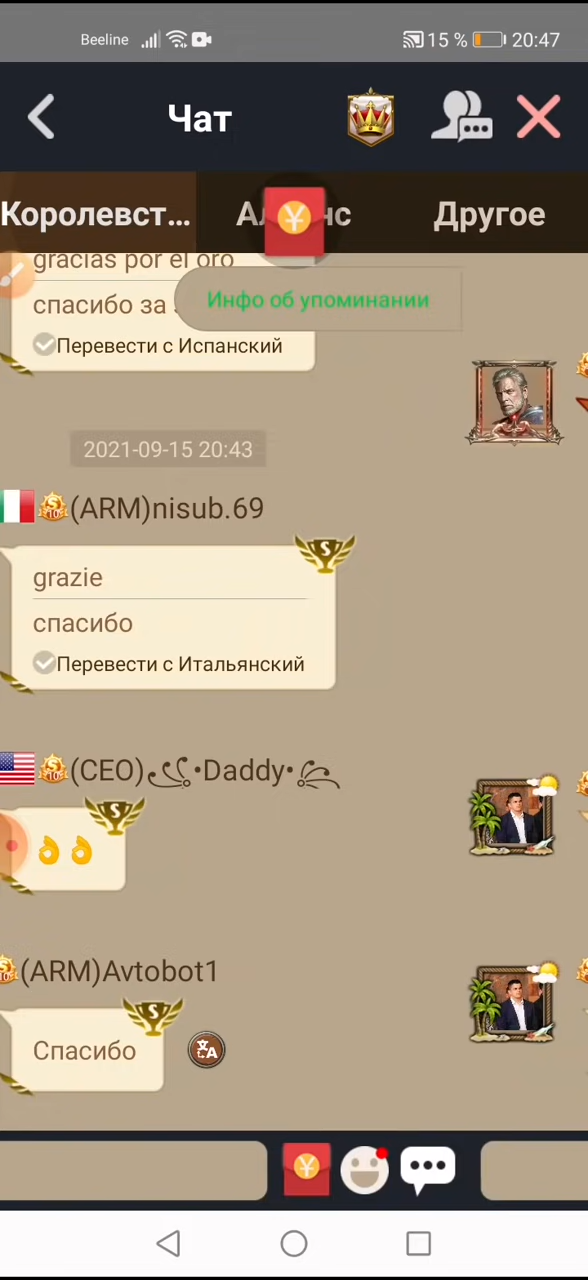 Beeline
15 %
20:47
Чат
Королевст...
Другое
gracias por el oro
спасибо за
Инфо об упоминании
Перевести с Испанский
2021-09-15 20:43
(ARM)nisub.69
grazie
спасибо
Перевести с Итальянский
(CEO) •Daddy•
(ARM)Avtobot1
Спасибо